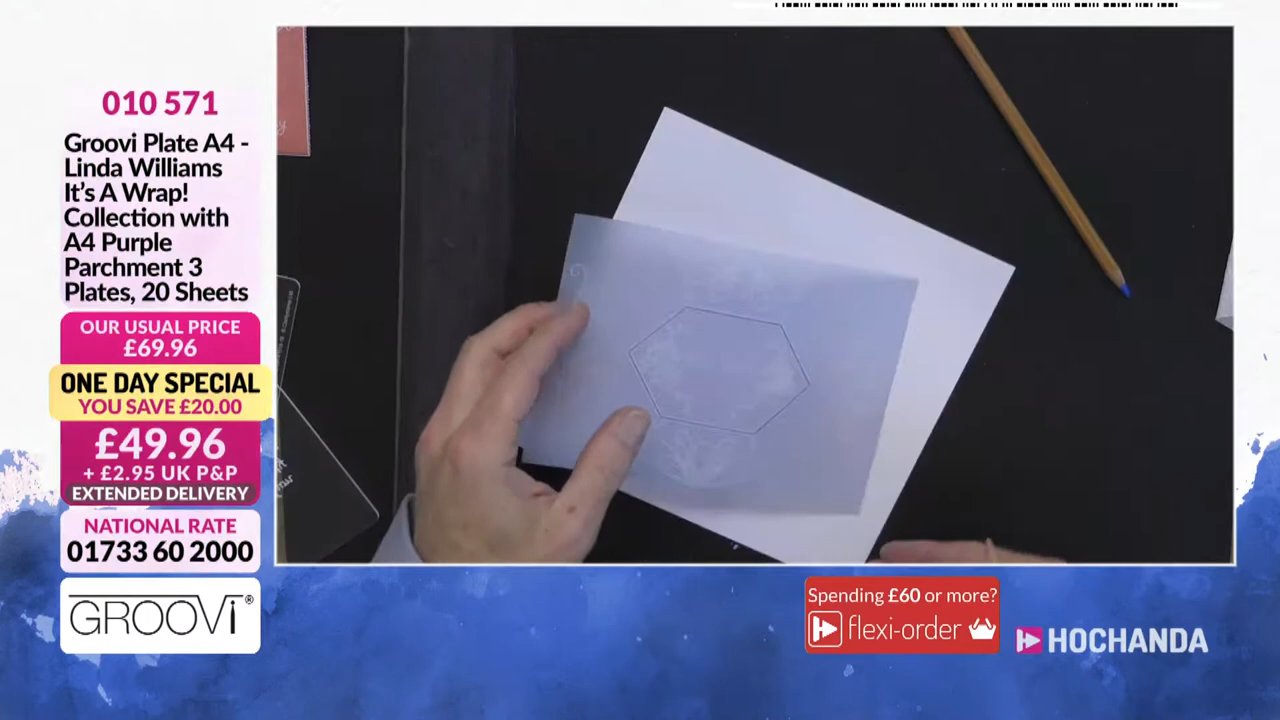 010 571
Groovi Plate A4 -
Linda Williams
It's A Wrap!
Collection with
A4 Purple
Parchment 3
Plates, 20 Sheets
OUR USUAL PRICE
£69.96
ONE DAY SPECIAL
YOU SAVE £20.00
£49.96
+ £2.95 UK P&P
EXTENDED DELIVERY
NATIONAL RATE
01733 60 2000
GROOVi®
Spending £60 or more?
flexi-order
HOCHANDA